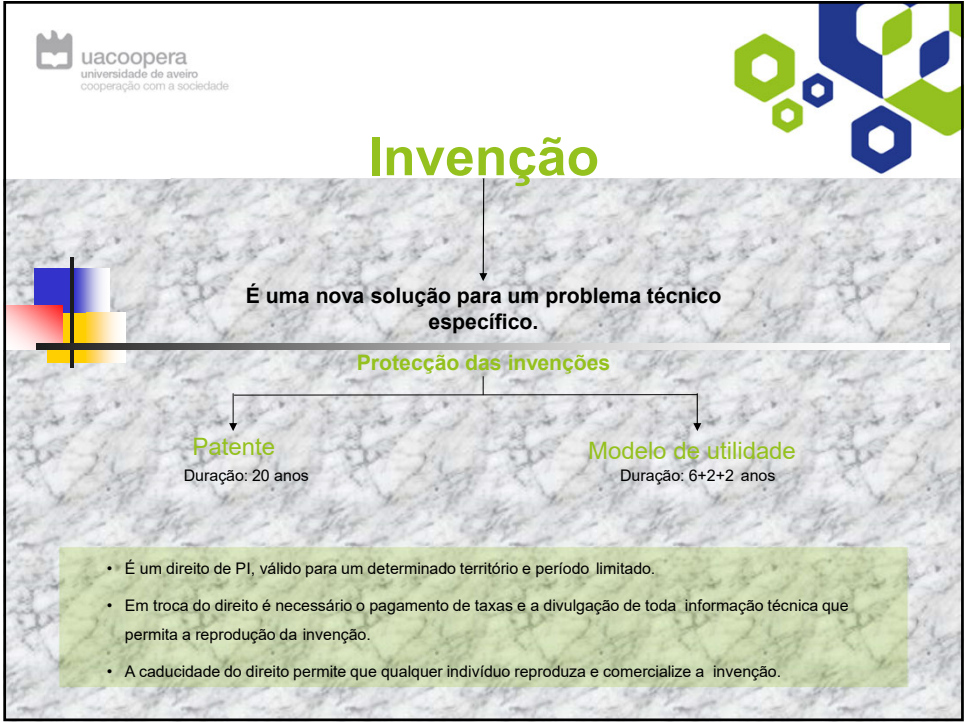 uacoopera
universidade de aveiro
cooperação com a sociedade
Invenção
É uma nova solução para um problema técnico
específico.
Protecção das invenções
Patente
Duração: 20 anos
Modelo de utilidade
Duração: 6+2+2 anos
• É um direito de PI, válido para um determinado território e período limitado.
• Em troca do direito é necessário o pagamento de taxas e a divulgação de toda informação técnica que
permita a reprodução da invenção.
• A caducidade do direito permite que qualquer indivíduo reproduza e comercialize a invenção.